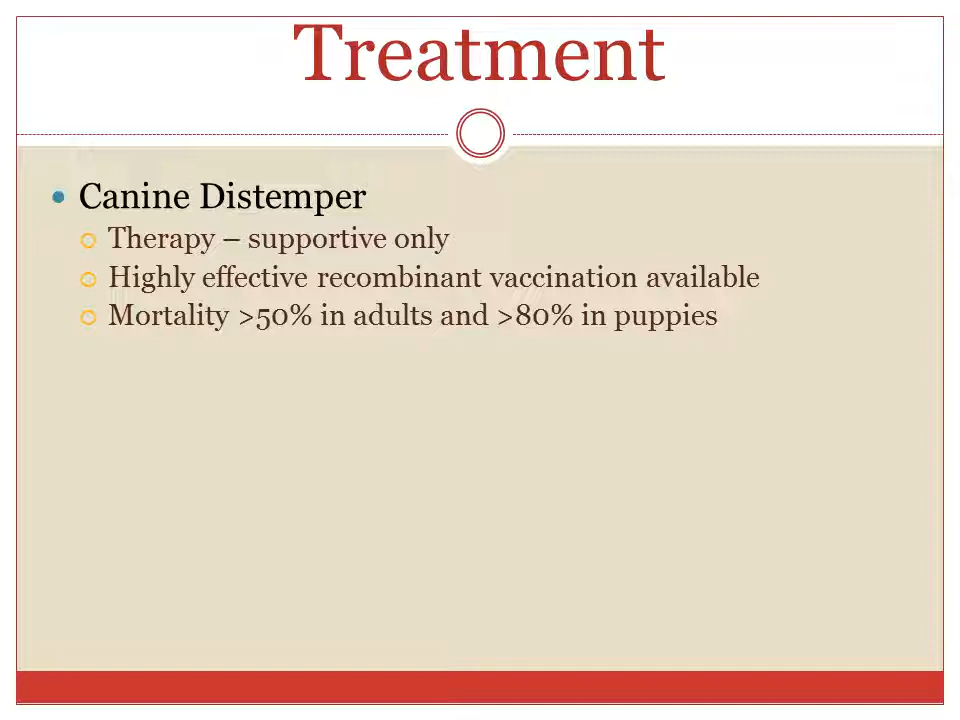 Treatment
Canine Distemper
Therapy – supportive only
Highly effective recombinant vaccination available
Mortality >50% in adults and >80% in puppies